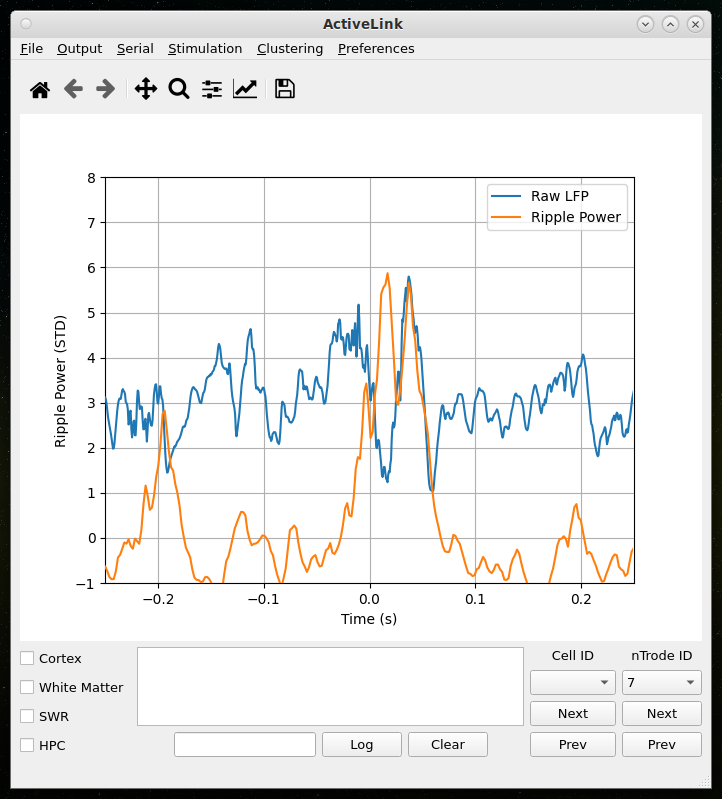 ActiveLink
File Output Serial Stimulation Clustering Preferences
Raw LFP
Ripple Power
8
7
6
5
4
3
2
1
0
−1
Ripple Power (STD)
−0.2 −0.1 0.0 0.1 0.2
Time (s)
Cortex
White Matter
SWR
HPC
Log Clear
Cell ID nTrode ID
7
Next Next
Prev Prev